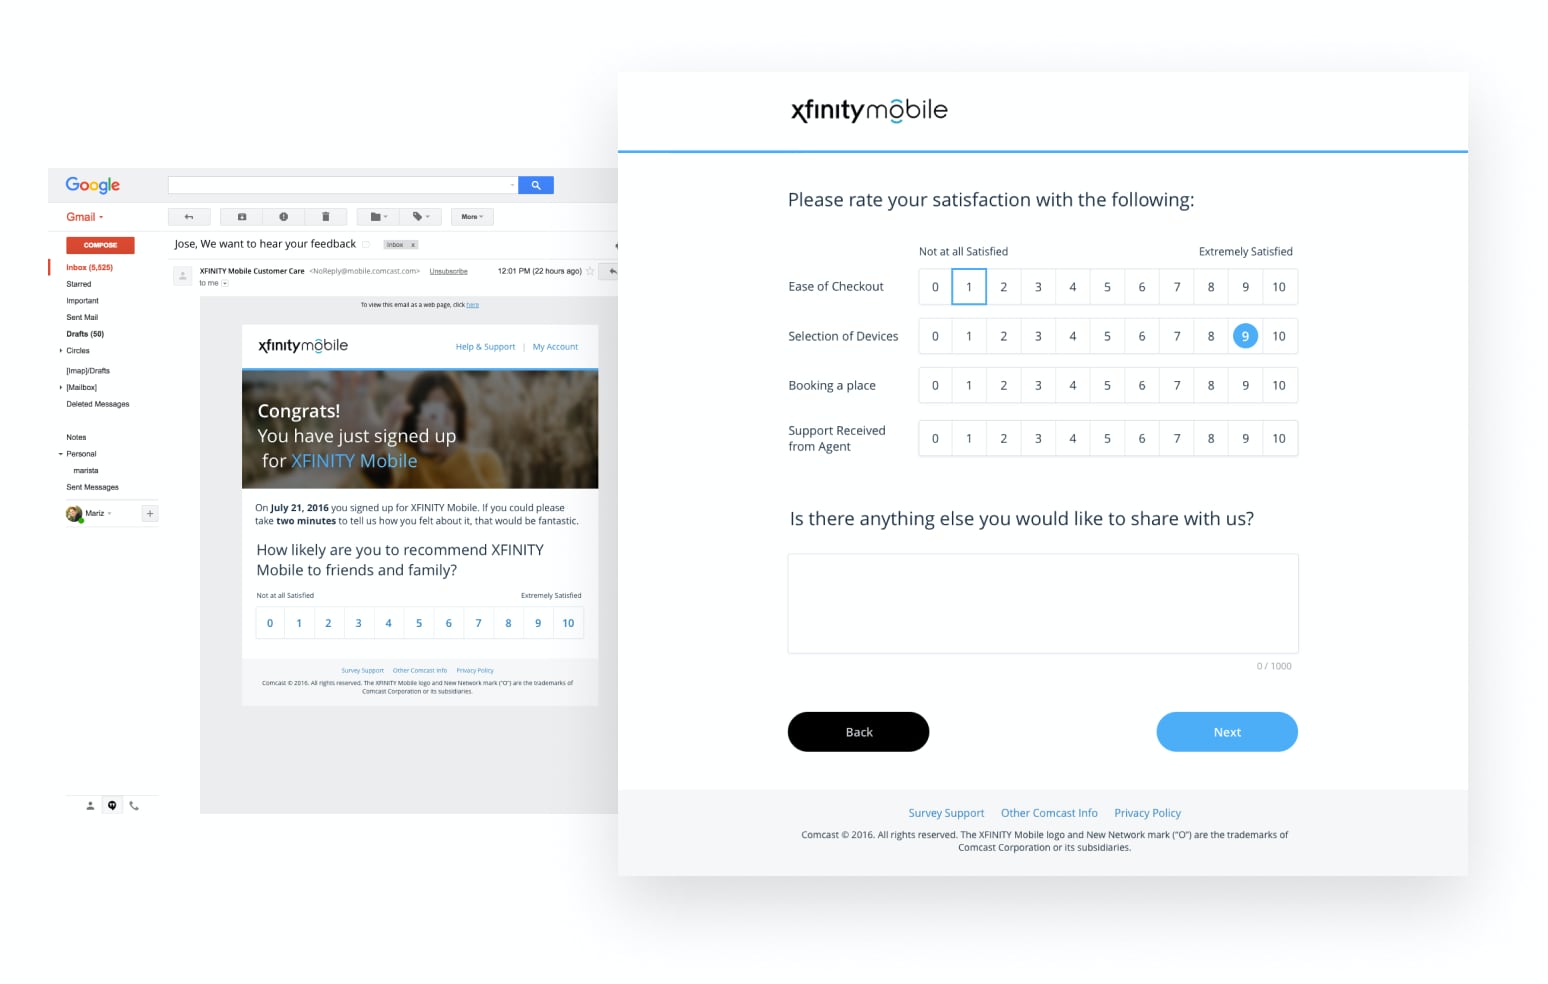 Google
Gmail
More
COMPOSE
Jose, We want to hear your feedback
Inbox x
Inbox (5,525)
Starred
Important
Sent Mail
Drafts (50)
Circles
[Imap]/Drafts
[Mailbox]
Deleted Messages
Notes
Personal
marista
Sent Messages
Mariz
+
XFINITY Mobile Customer Care <NoReply@mobile.comcast.com> Unsubscribe
12:01 PM (22 hours ago)
to me
To view this email as a web page, click here
xfinitymobile
Help & Support | My Account
Congrats!
You have just signed up
for XFINITY Mobile
On July 21, 2016 you signed up for XFINITY Mobile. If you could please
take two minutes to tell us how you felt about it, that would be fantastic.
How likely are you to recommend XFINITY
Mobile to friends and family?
Not at all Satisfied Extremely Satisfied
0 1 2 3 4 5 6 7 8 9 10
Survey Support Other Comcast Info Privacy Policy
Comcast © 2016. All rights reserved. The XFINITY Mobile logo and New Network mark ("O") are the trademarks of
Comcast Corporation or its subsidiaries.
xfinitymobile
Please rate your satisfaction with the following:
Not at all Satisfied Extremely Satisfied
Ease of Checkout 0 1 2 3 4 5 6 7 8 9 10
Selection of Devices 0 1 2 3 4 5 6 7 8 9 10
Booking a place 0 1 2 3 4 5 6 7 8 9 10
Support Received
from Agent 0 1 2 3 4 5 6 7 8 9 10
Is there anything else you would like to share with us?
0 / 1000
Back Next
Survey Support Other Comcast Info Privacy Policy
Comcast © 2016. All rights reserved. The XFINITY Mobile logo and New Network mark ("O") are the trademarks of
Comcast Corporation or its subsidiaries.